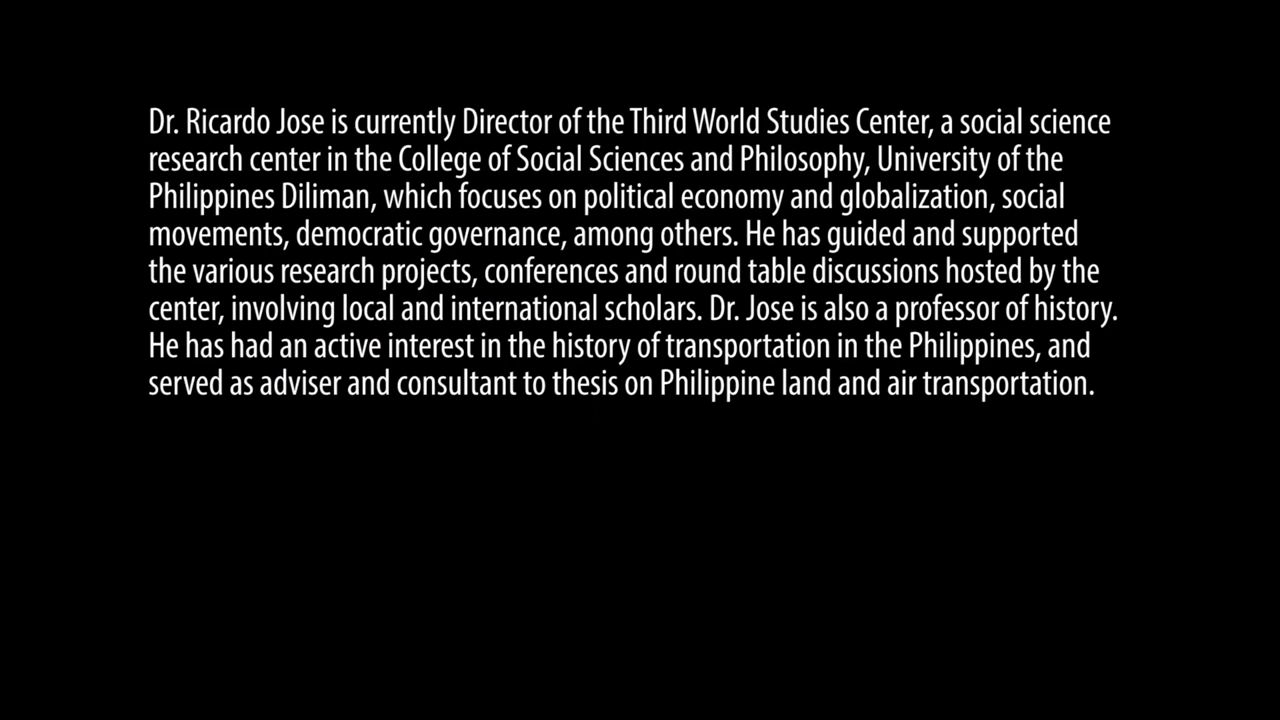 Dr. Ricardo Jose is currently Director of the Third World Studies Center, a social science
research center in the College of Social Sciences and Philosophy, University of the
Philippines Diliman, which focuses on political economy and globalization, social
movements, democratic governance, among others. He has guided and supported
the various research projects, conferences and round table discussions hosted by the
center, involving local and international scholars. Dr. Jose is also a professor of history.
He has had an active interest in the history of transportation in the Philippines, and
served as adviser and consultant to thesis on Philippine land and air transportation.